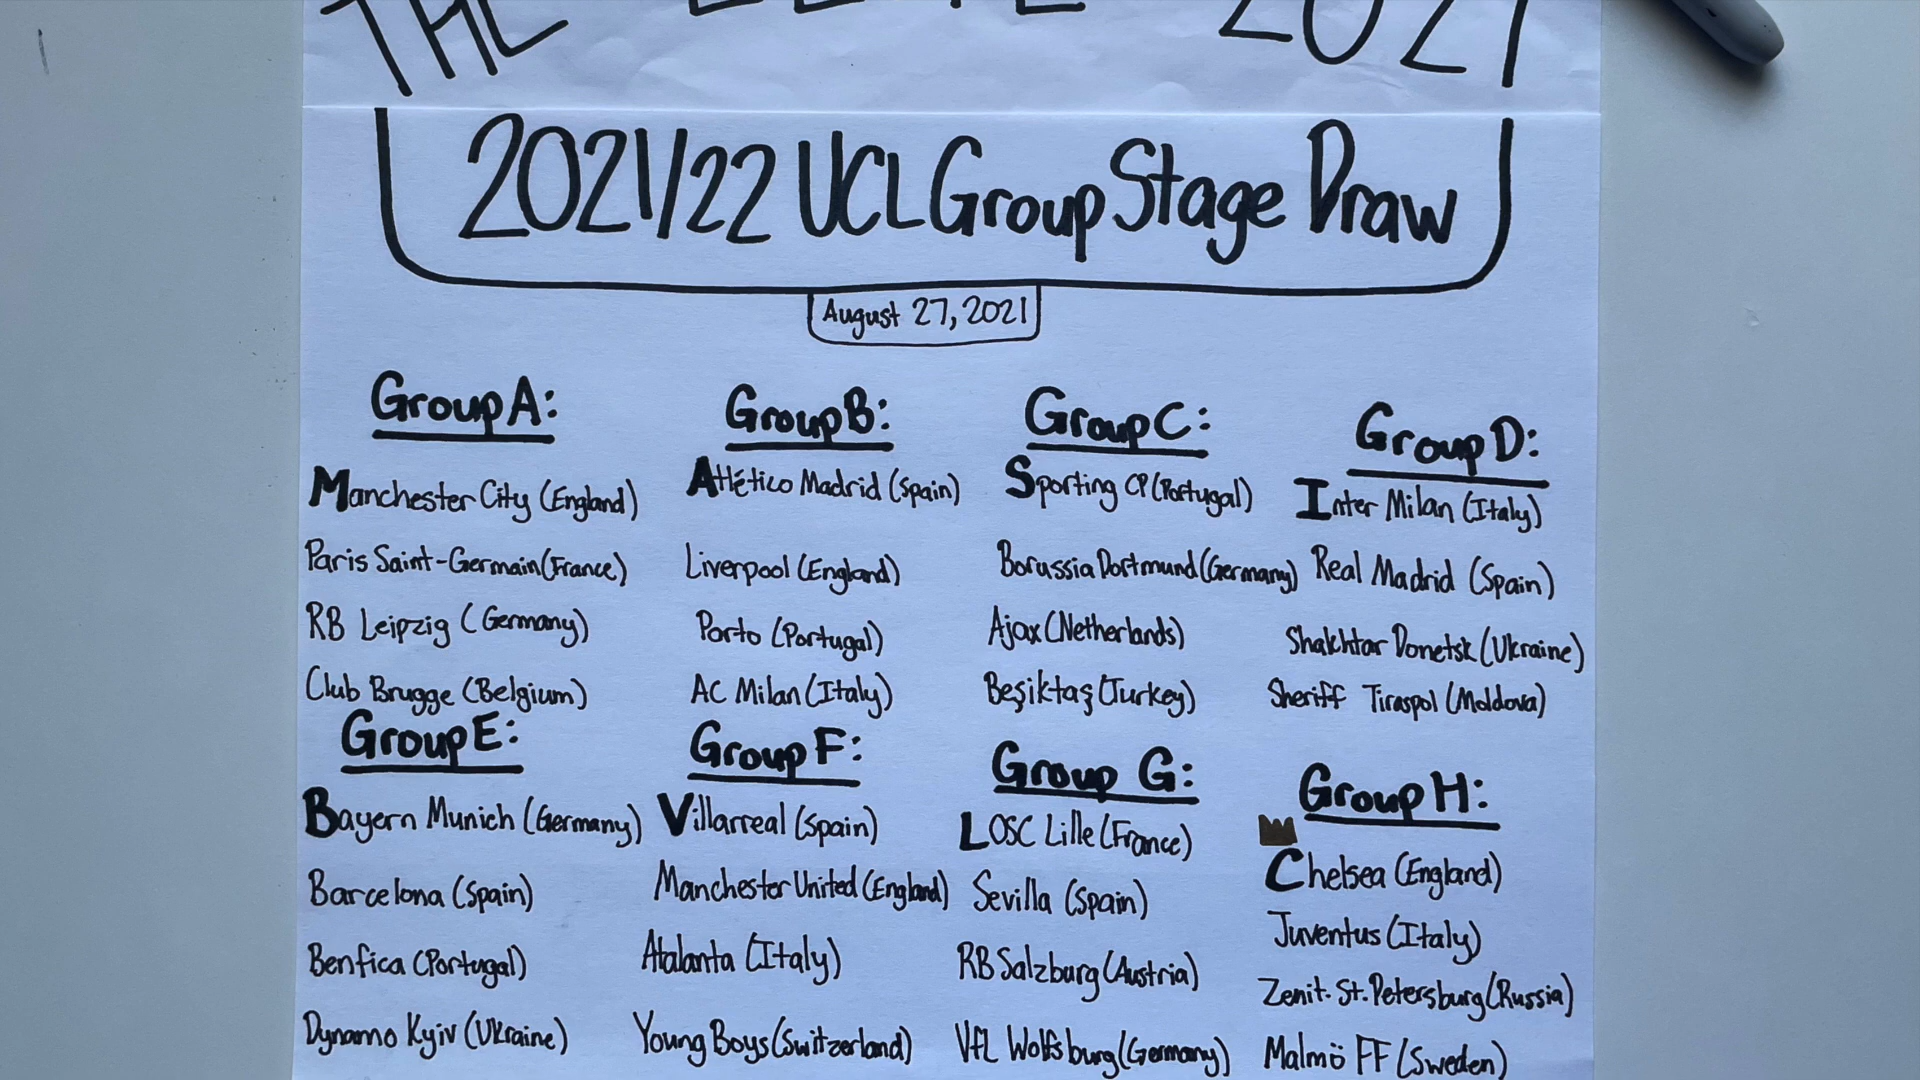 THE 2021
2021/22 UCL Group Stage Draw
August 27, 2021
Group A:
Manchester City (England)
Paris Saint-Germain (France)
RB Leipzig (Germany)
Club Brugge (Belgium)
Group B:
Atlético Madrid (Spain)
Liverpool (England)
Porto (Portugal)
AC Milan (Italy)
Group C:
Sporting CP (Portugal)
Borussia Dortmund (Germany)
Ajax (Netherlands)
Beşiktaş (Turkey)
Group D:
Inter Milan (Italy)
Real Madrid (Spain)
Shakhtar Donetsk (Ukraine)
Sheriff Tiraspol (Moldova)
Group E:
Bayern Munich (Germany)
Barcelona (Spain)
Benfica (Portugal)
Dynamo Kyiv (Ukraine)
Group F:
Villarreal (Spain)
Manchester United (England)
Atalanta (Italy)
Young Boys (Switzerland)
Group G:
LOSC Lille (France)
Sevilla (Spain)
RB Salzburg (Austria)
VfL Wolfsburg (Germany)
Group H:
Chelsea (England)
Juventus (Italy)
Zenit. St. Petersburg (Russia)
Malmö FF (Sweden)